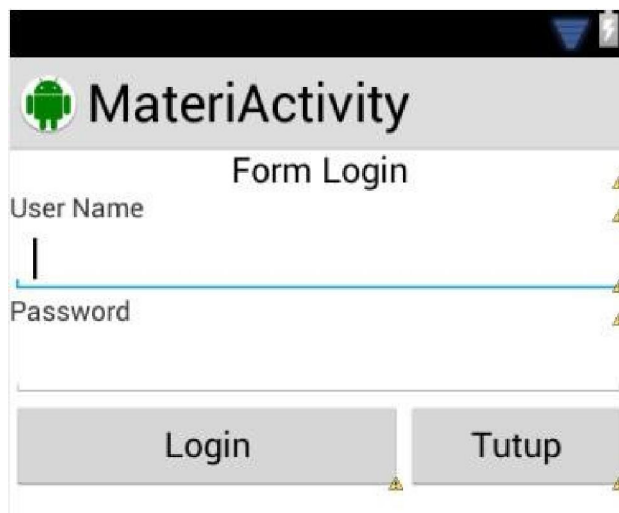 MateriActivity
Form Login
User Name
Password
Login Tutup